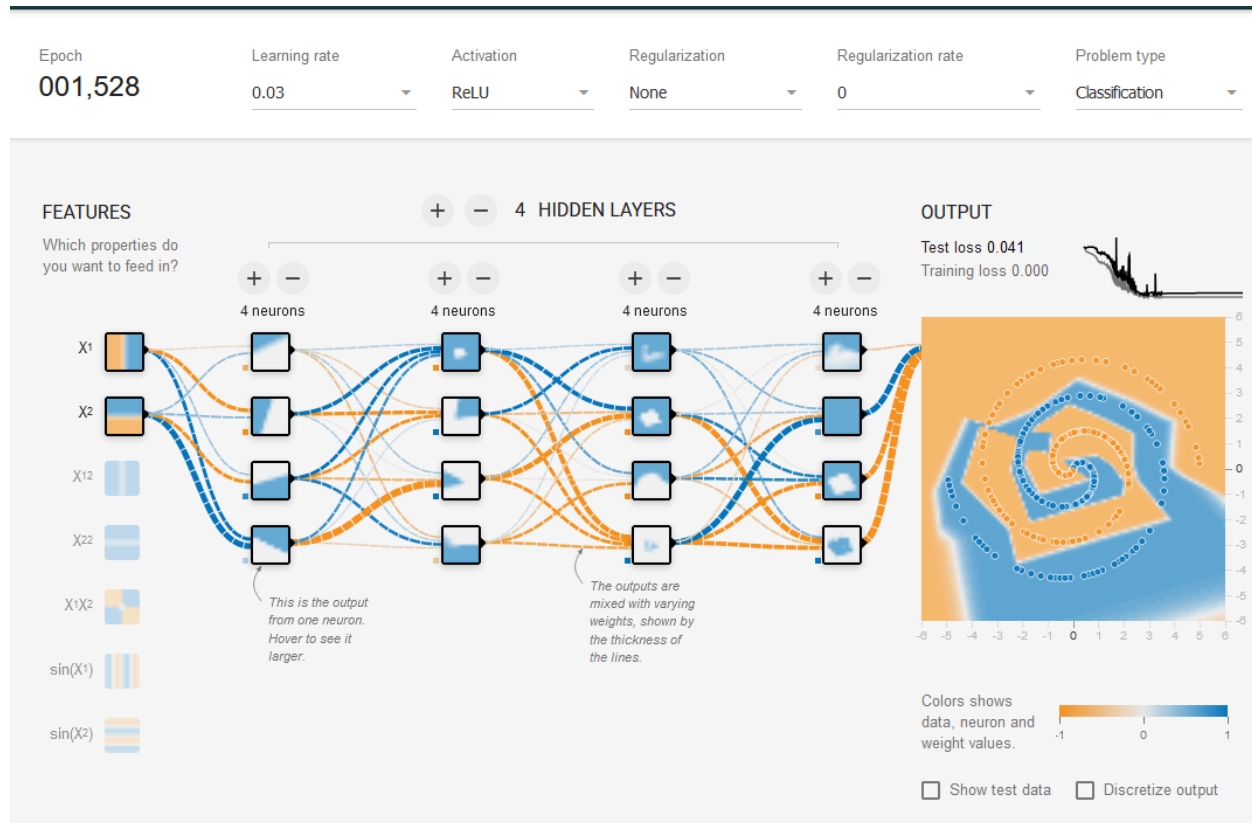 Epoch
001,528
Learning rate
0.03
Activation
ReLU
Regularization
None
Regularization rate
0
Problem type
Classification
FEATURES
Which properties do
you want to feed in?
+ − 4 HIDDEN LAYERS
+ −
4 neurons
+ −
4 neurons
+ −
4 neurons
+ −
4 neurons
X1
X2
X12
X22
X1X2
sin(X1)
sin(X2)
This is the output
from one neuron.
Hover to see it
larger.
The outputs are
mixed with varying
weights, shown by
the thickness of
the lines.
OUTPUT
Test loss 0.041
Training loss 0.000
6
5
4
3
2
1
0
-1
-2
-3
-4
-5
-6
-6 -5 -4 -3 -2 -1 0 1 2 3 4 5 6
Colors shows
data, neuron and
weight values.
-1 0 1
Show test data
Discretize output